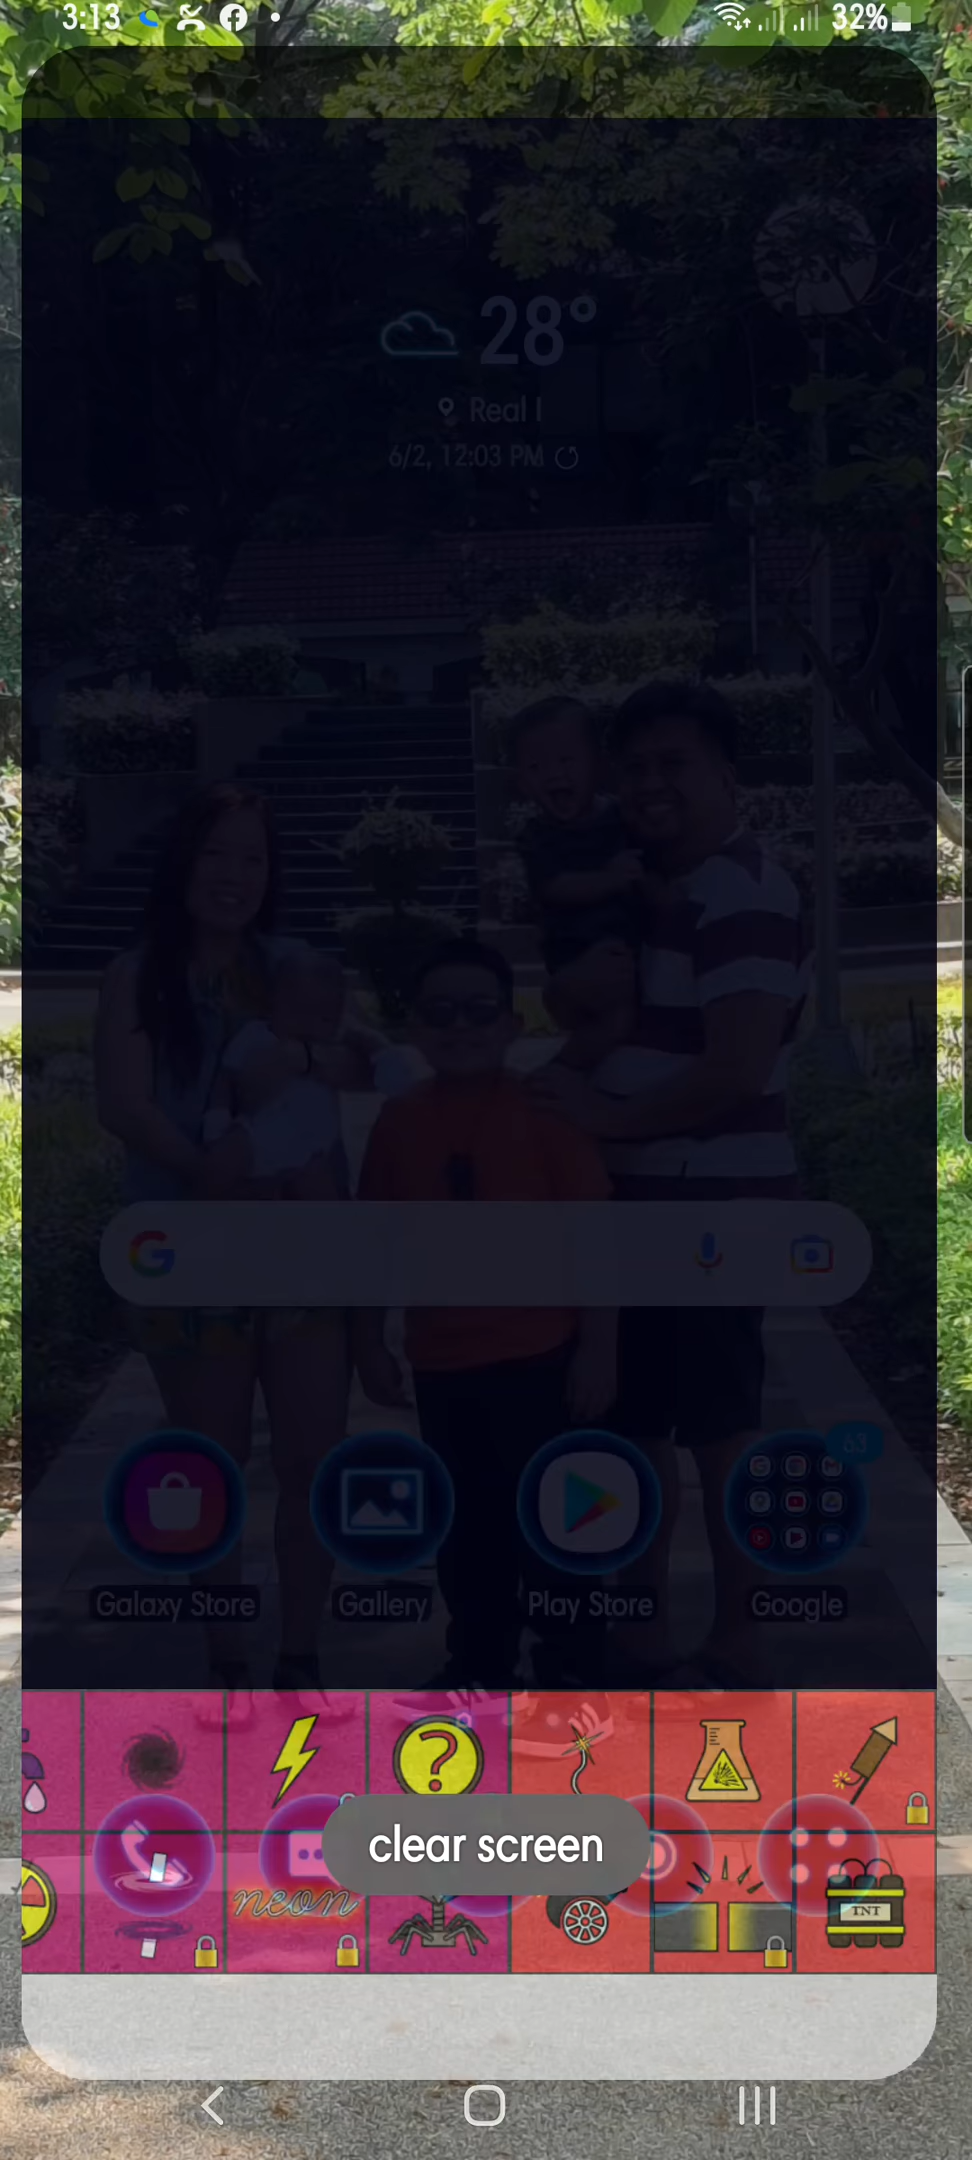 3:13
32%
28°
Real I
6/2, 12:03 PM
63
Galaxy Store
Gallery
Play Store
Google
?
clear screen
neon
TNT